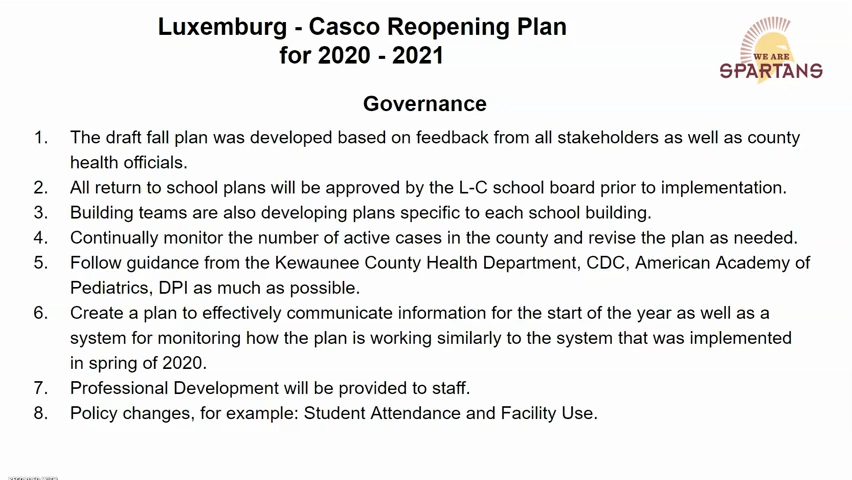 Luxemburg - Casco Reopening Plan
for 2020 - 2021
WE ARE
SPARTANS
Governance
1. The draft fall plan was developed based on feedback from all stakeholders as well as county
health officials.
2. All return to school plans will be approved by the L-C school board prior to implementation.
3. Building teams are also developing plans specific to each school building.
4. Continually monitor the number of active cases in the county and revise the plan as needed.
5. Follow guidance from the Kewaunee County Health Department, CDC, American Academy of
Pediatrics, DPI as much as possible.
6. Create a plan to effectively communicate information for the start of the year as well as a
system for monitoring how the plan is working similarly to the system that was implemented
in spring of 2020.
7. Professional Development will be provided to staff.
8. Policy changes, for example: Student Attendance and Facility Use.